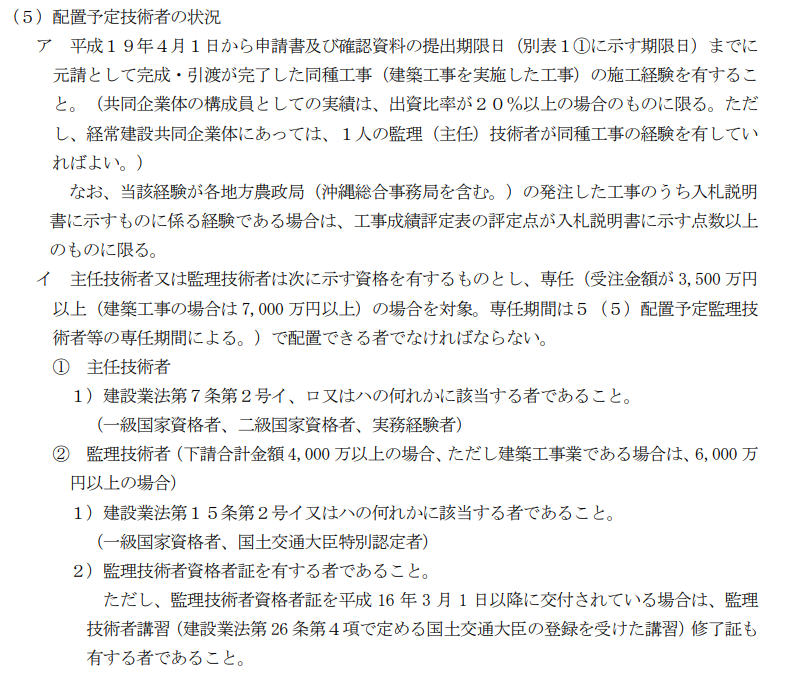 （５）配置予定技術者の状況
ア　平成１９年４月１日から申請書及び確認資料の提出期限日（別表１①に示す期限日）までに
元請として完成・引渡が完了した同種工事（建築工事を実施した工事）の施工経験を有するこ
と。（共同企業体の構成員としての実績は、出資比率が２０％以上の場合のものに限る。ただ
し、経常建設共同企業体にあっては、１人の監理（主任）技術者が同種工事の経験を有してい
ればよい。）
なお、当該経験が各地方農政局（沖縄総合事務局を含む。）の発注した工事のうち入札説明
書に示すものに係る経験である場合は、工事成績評定表の評定点が入札説明書に示す点数以上
のものに限る。
イ　主任技術者又は監理技術者は次に示す資格を有するものとし、専任（受注金額が 3,500 万円
以上（建築工事の場合は 7,000 万円以上）の場合を対象。専任期間は５（５）配置予定監理技
術者等の専任期間による。）で配置できる者でなければならない。
①　主任技術者
１）建設業法第７条第２号イ、ロ又はハの何れかに該当する者であること。
（一級国家資格者、二級国家資格者、実務経験者）
②　監理技術者（下請合計金額 4,000 万以上の場合、ただし建築工事業である場合は、6,000 万
円以上の場合）
１）建設業法第１５条第２号イ又はハの何れかに該当する者であること。
（一級国家資格者、国土交通大臣特別認定者）
２）監理技術者資格者証を有する者であること。
ただし、監理技術者資格者証を平成 16 年 3 月 1 日以降に交付されている場合は、監理
技術者講習（建設業法第 26 条第４項で定める国土交通大臣の登録を受けた講習）修了証も
有する者であること。